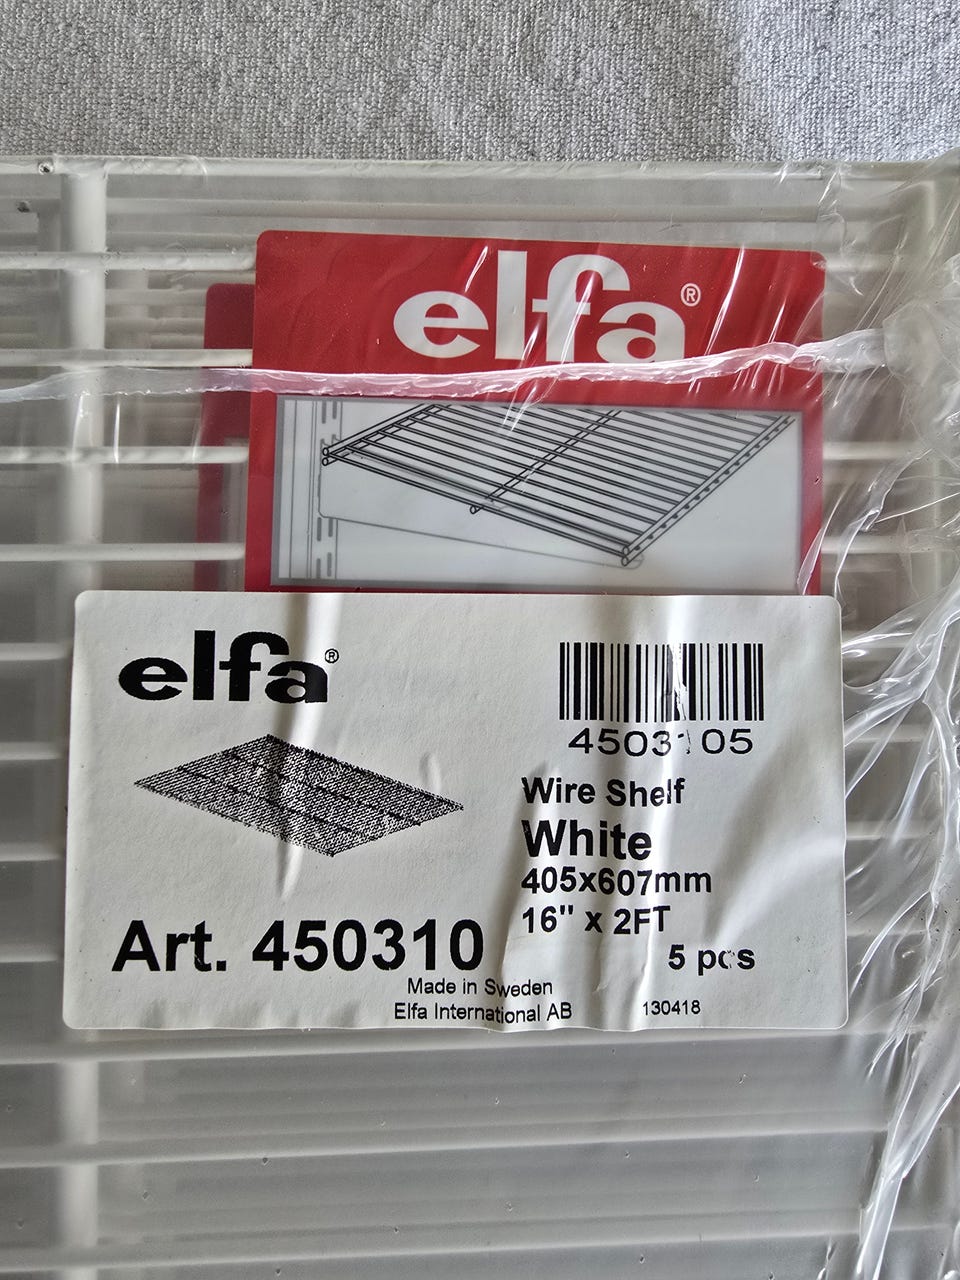 elfa®
elfa®
4503105
Wire Shelf
White
405x607mm
16" x 2FT
Art. 450310
5 pcs
Made in Sweden
Elfa International AB
130418